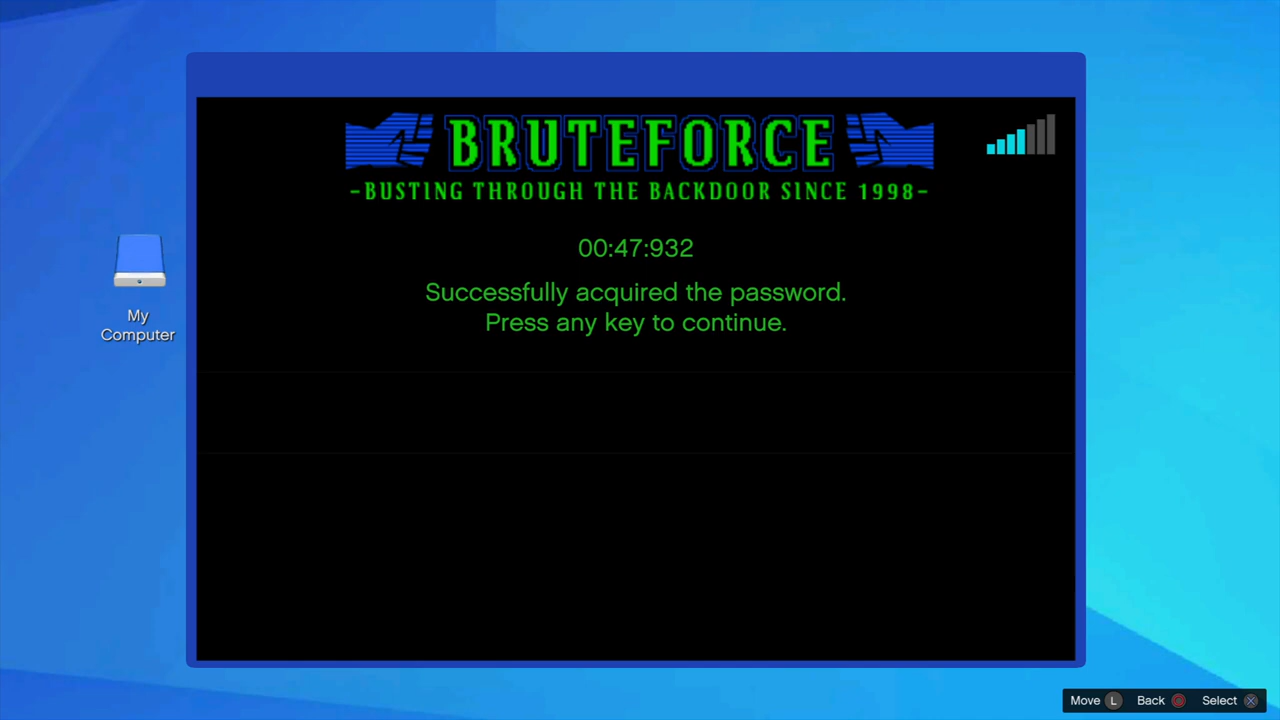 BRUTEFORCE
-BUSTING THROUGH THE BACKDOOR SINCE 1998-
00:47:932
Successfully acquired the password.
Press any key to continue.
My
Computer
Move L Back Select